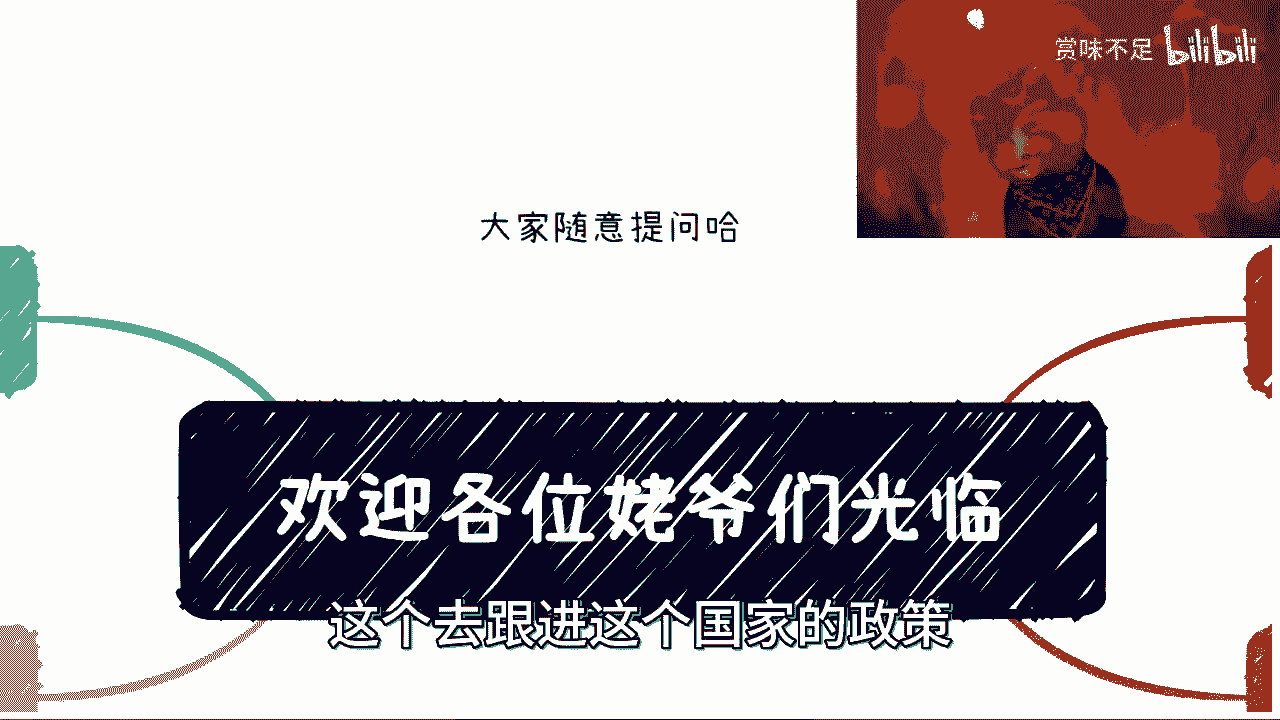 赏味不足 bilibili
大家随意提问哈
欢迎各位姥爷们光临
这个去跟进这个国家的政策